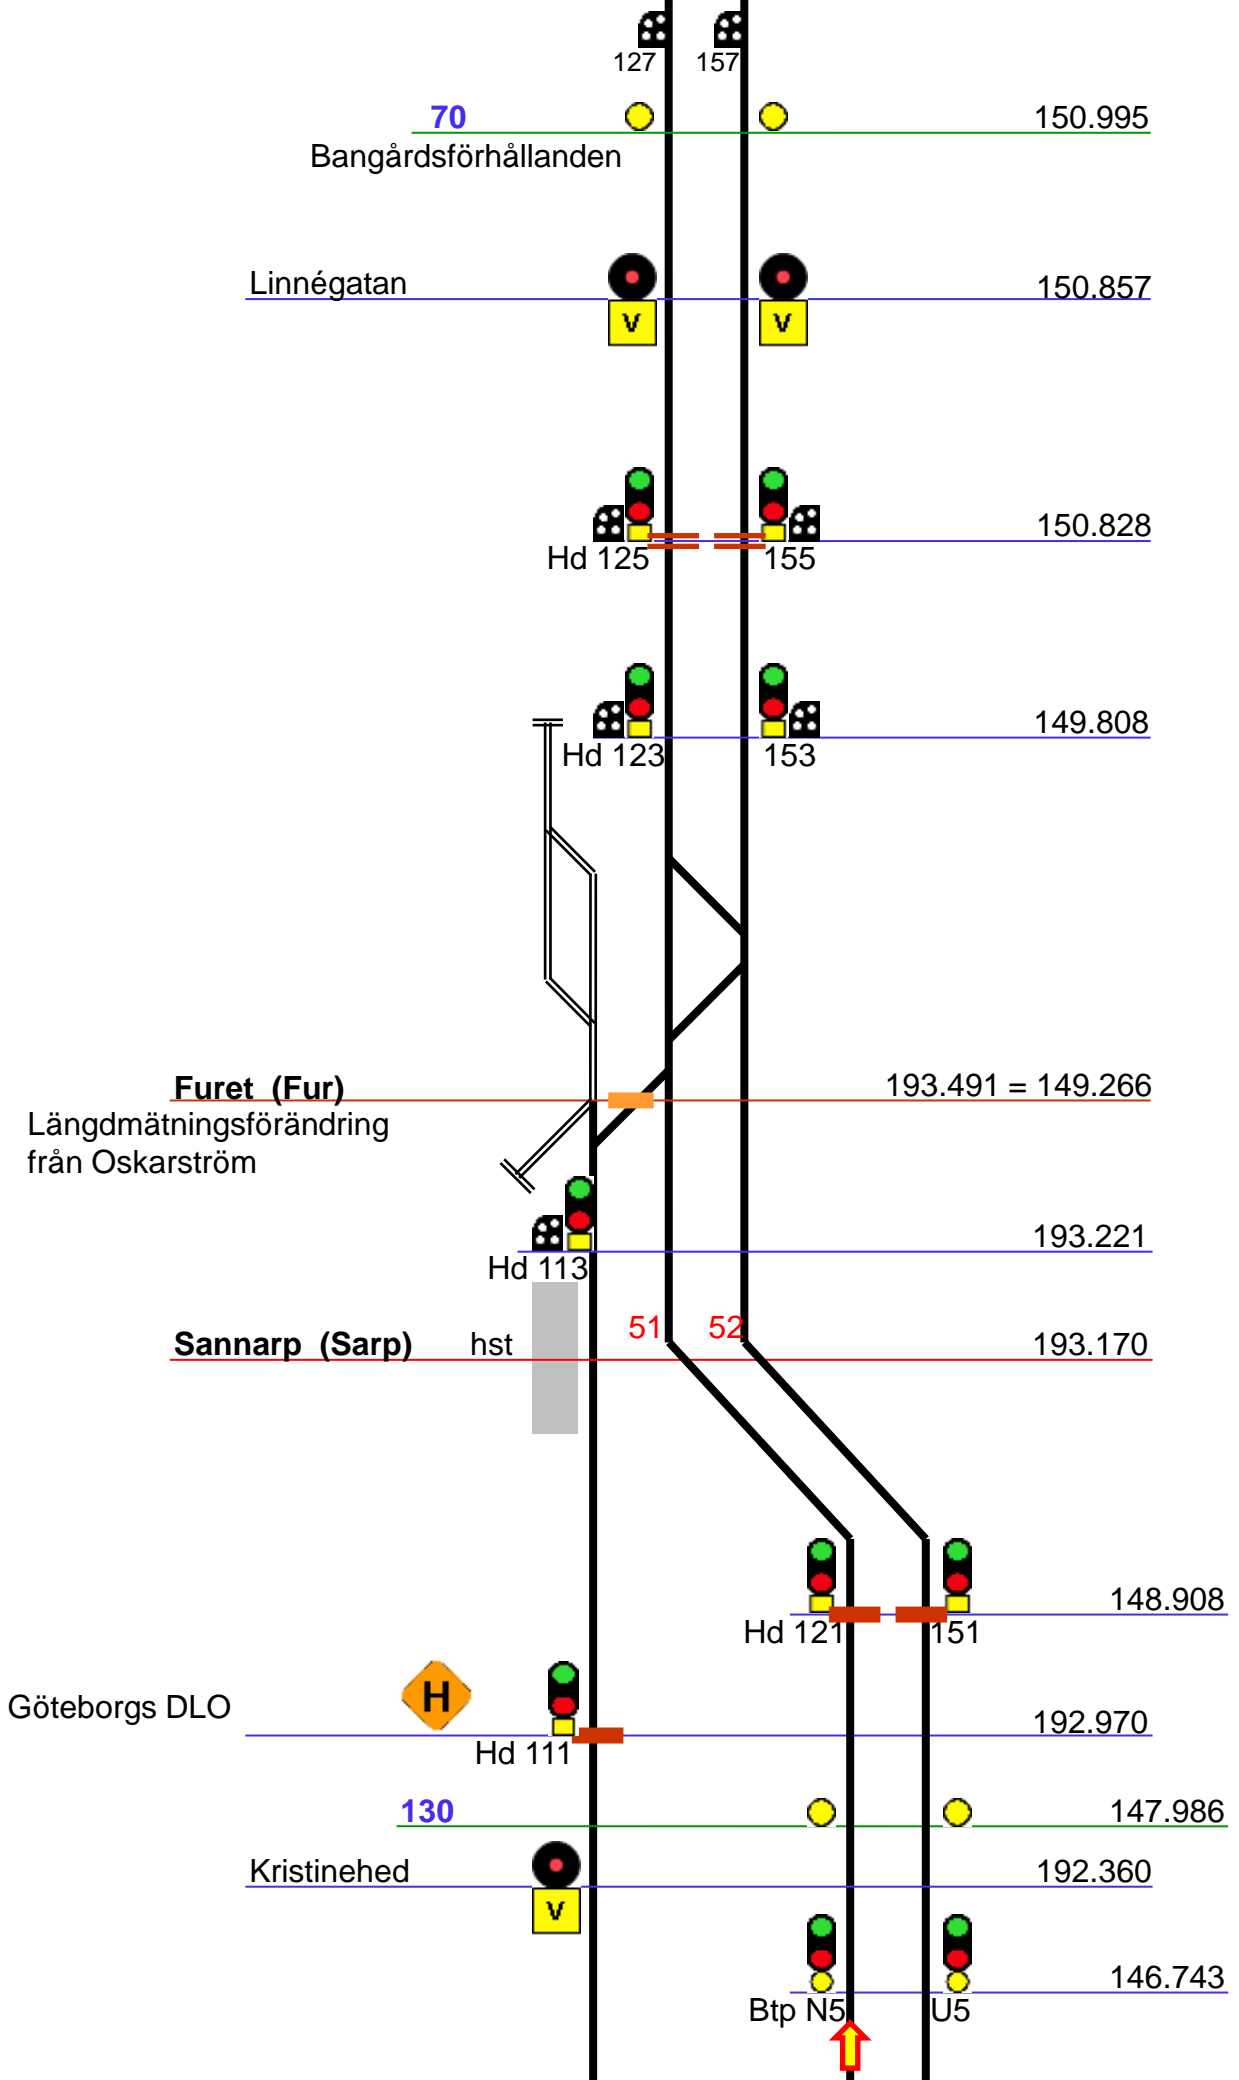 127 157
70 150.995
Bangårdsförhållanden
Linnégatan 150.857
V V
150.828
Hd 125 155
149.808
Hd 123 153
Furet (Fur) 193.491 = 149.266
Längdmätningsförändring
från Oskarström
193.221
Hd 113
51 52
Sannarp (Sarp) hst 193.170
148.908
Hd 121 151
H
Göteborgs DLO 192.970
Hd 111
130 147.986
Kristinehed 192.360
V
146.743
Btp N5 U5